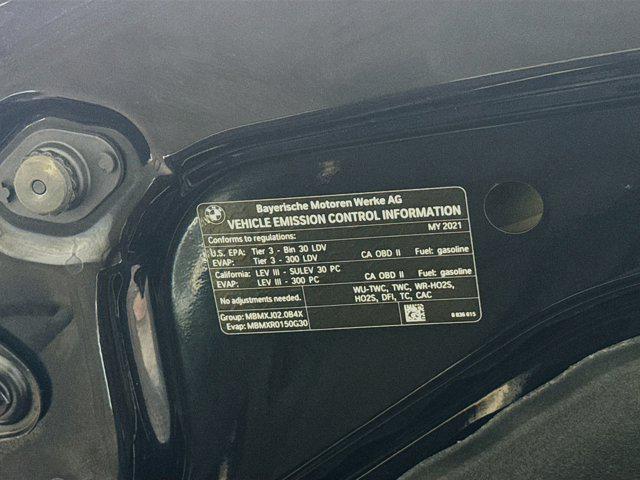 Bayerische Motoren Werke AG
VEHICLE EMISSION CONTROL INFORMATION
Conforms to regulations: MY 2021
U.S. EPA: Tier 3 - Bin 30 LDV CA OBD II Fuel: gasoline
EVAP: Tier 3 - 300 LDV
California: LEV III - SULEV 30 PC CA OBD II Fuel: gasoline
EVAP: LEV III - 300 PC
No adjustments needed. WU-TWC, TWC, WR-HO2S,
HO2S, DFI, TC, CAC
Group: MBMXJ02.0B4X
Evap: MBMXR0150G30 8 836 615